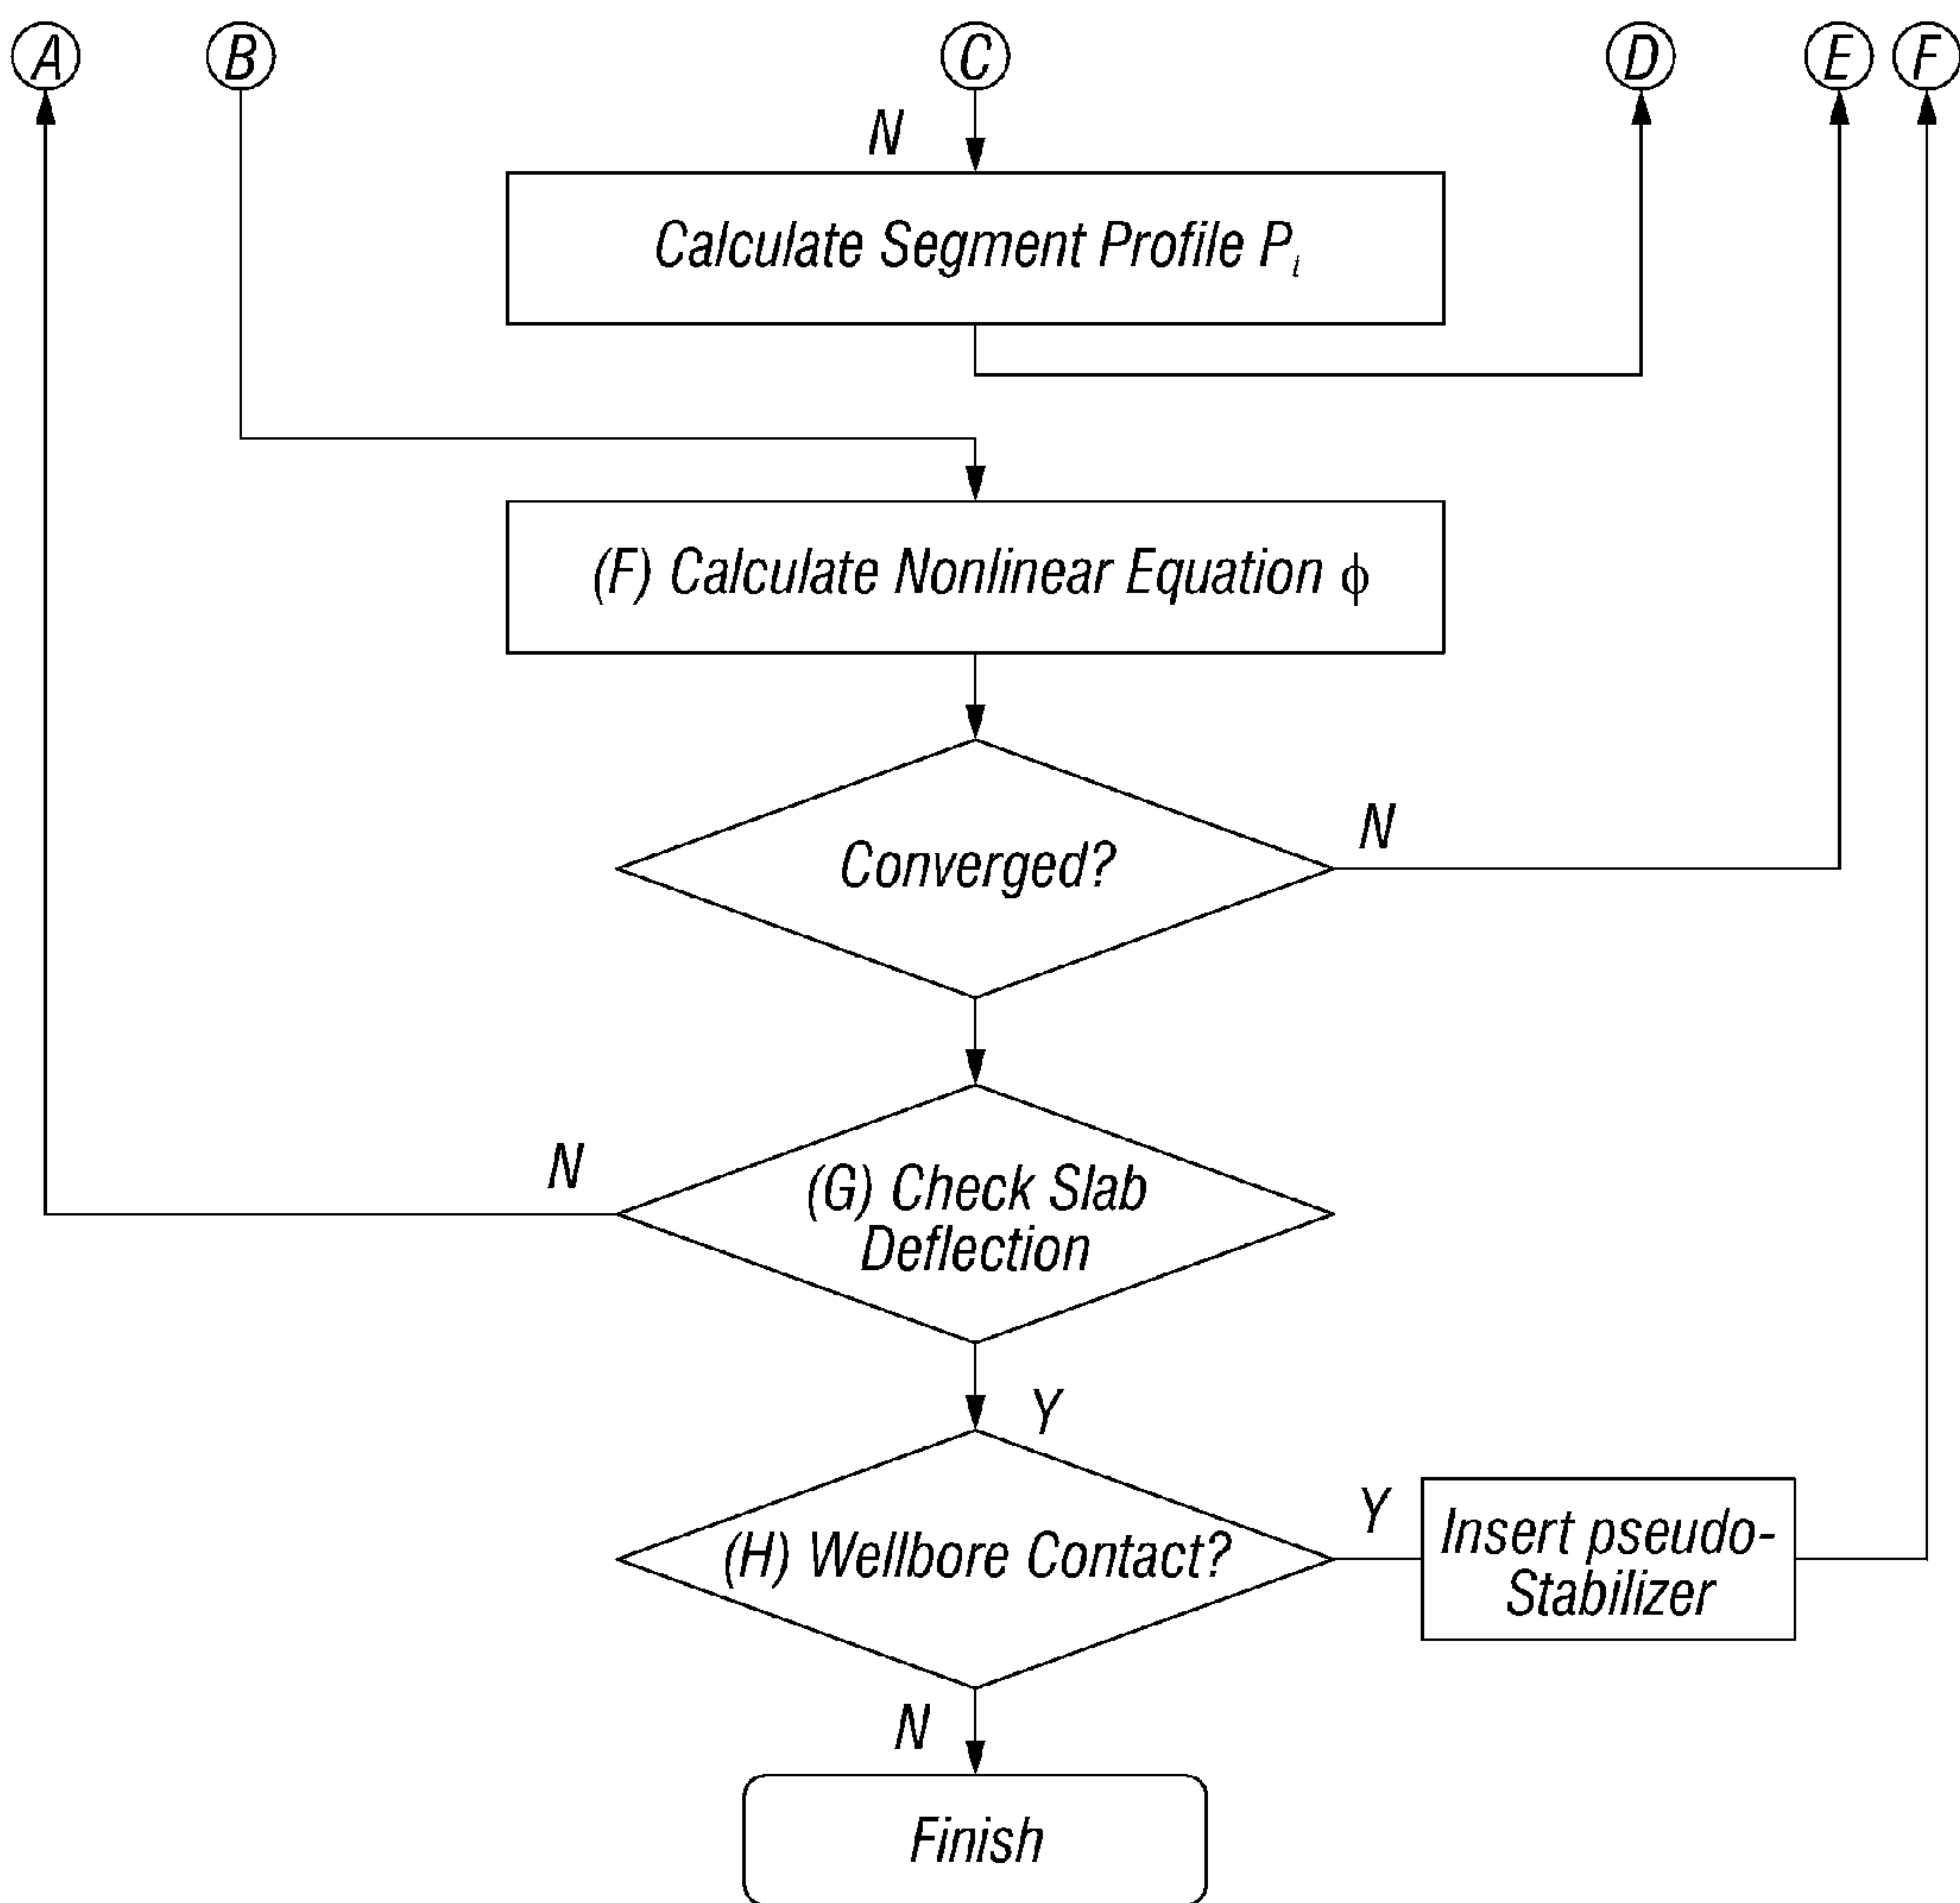 A B C D E F
N
Calculate Segment Profile Pᵢ
(F) Calculate Nonlinear Equation ϕ
N
Converged?
N
(G) Check Slab
Deflection
Y
Y
(H) Wellbore Contact?
Insert pseudo-
Stabilizer
N
Finish